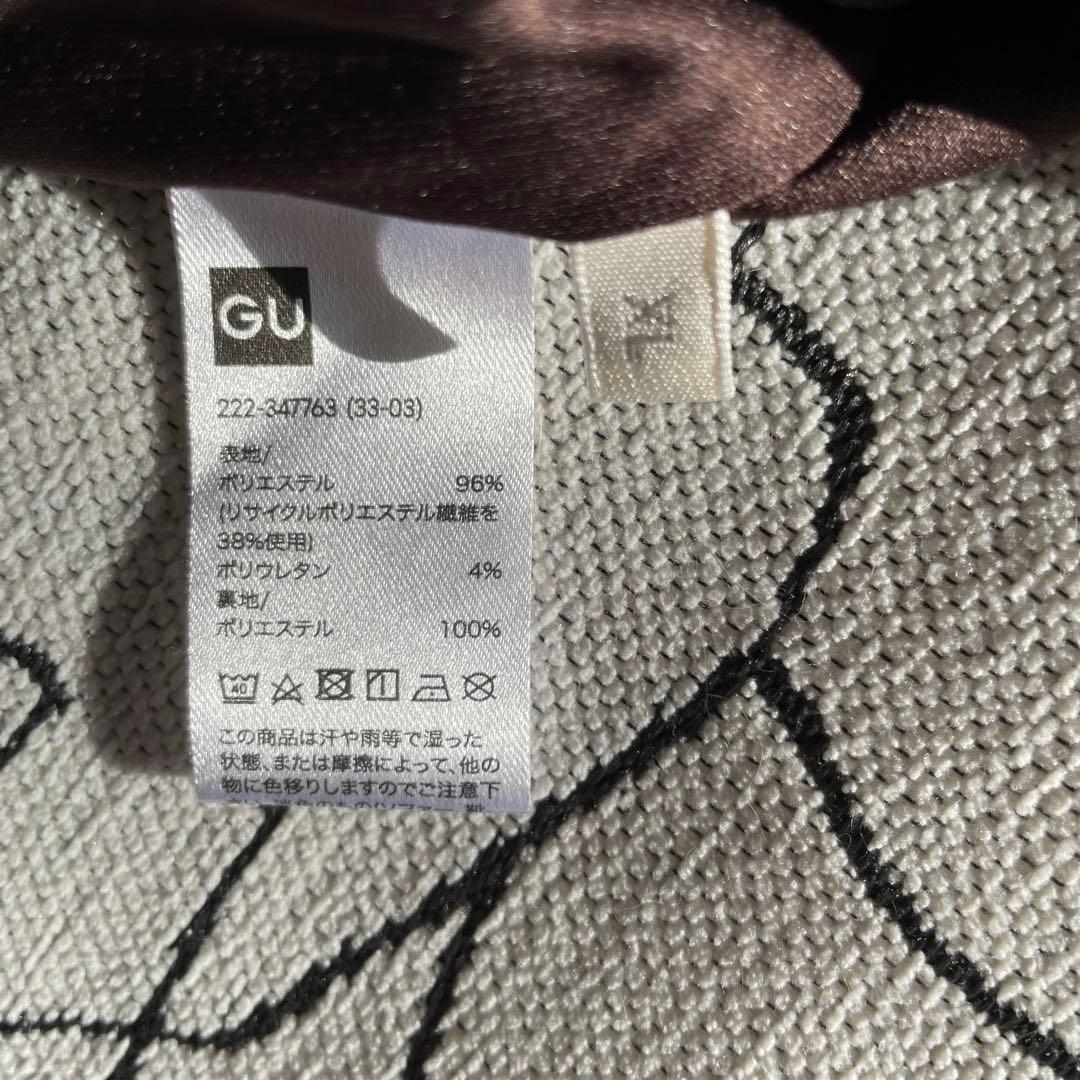 GU
222-347763 (33-03)
表地/
ポリエステル 96%
(リサイクルポリエステル繊維を
38%使用)
ポリウレタン 4%
裏地/
ポリエステル 100%
40
この商品は汗や雨等で湿った
状態、または摩擦によって、他の
物に色移りしますのでご注意下
XL